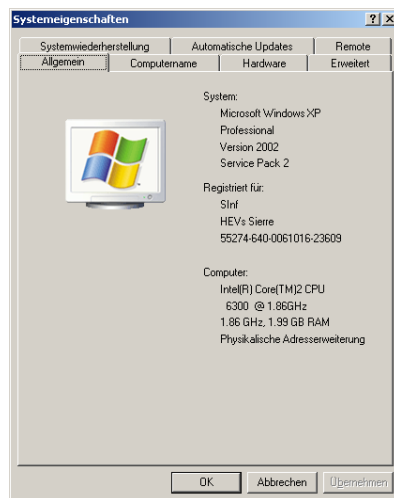 Systemeigenschaften
Systemwiederherstellung Automatische Updates Remote
Allgemein Computername Hardware Erweitert
System:
Microsoft Windows XP
Professional
Version 2002
Service Pack 2
Registriert für:
SInf
HEVs Sierre
55274-640-0061016-23609
Computer:
Intel(R) Core(TM)2 CPU
6300 @ 1.86GHz
1.86 GHz, 1.99 GB RAM
Physikalische Adresserweiterung
OK Abbrechen Übernehmen